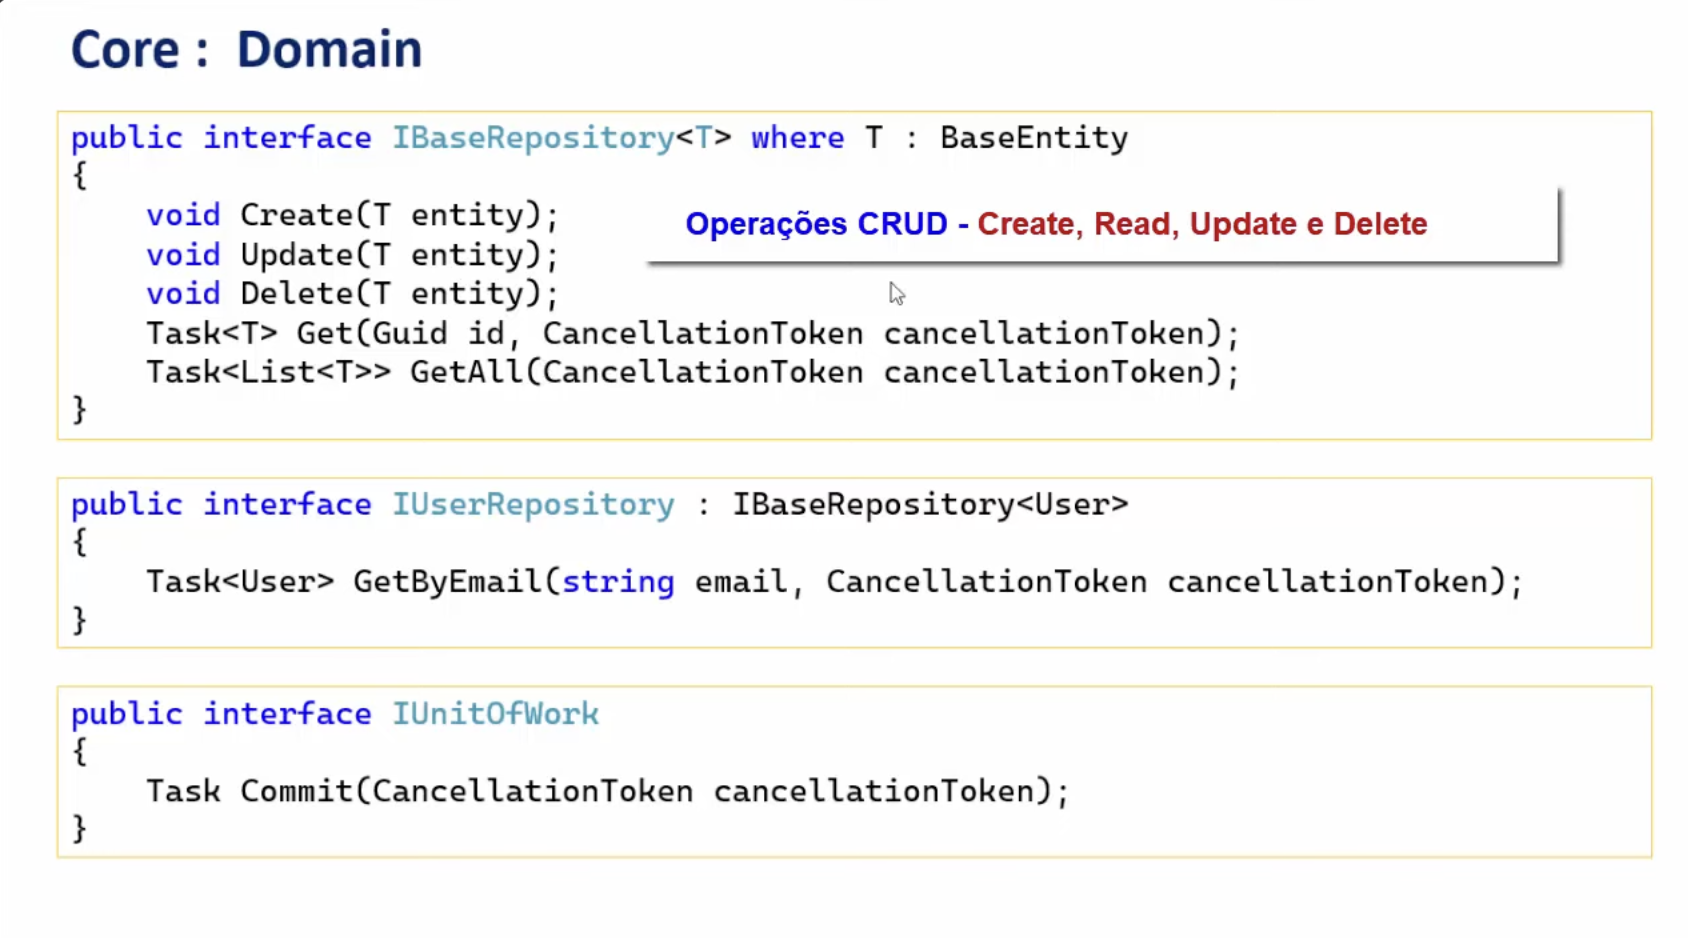 Core :  Domain
public interface IBaseRepository<T> where T : BaseEntity
{
    void Create(T entity);
Operações CRUD - Create, Read, Update e Delete
    void Update(T entity);
    void Delete(T entity);
    Task<T> Get(Guid id, CancellationToken cancellationToken);
    Task<List<T>> GetAll(CancellationToken cancellationToken);
}
public interface IUserRepository : IBaseRepository<User>
{
    Task<User> GetByEmail(string email, CancellationToken cancellationToken);
}
public interface IUnitOfWork
{
    Task Commit(CancellationToken cancellationToken);
}